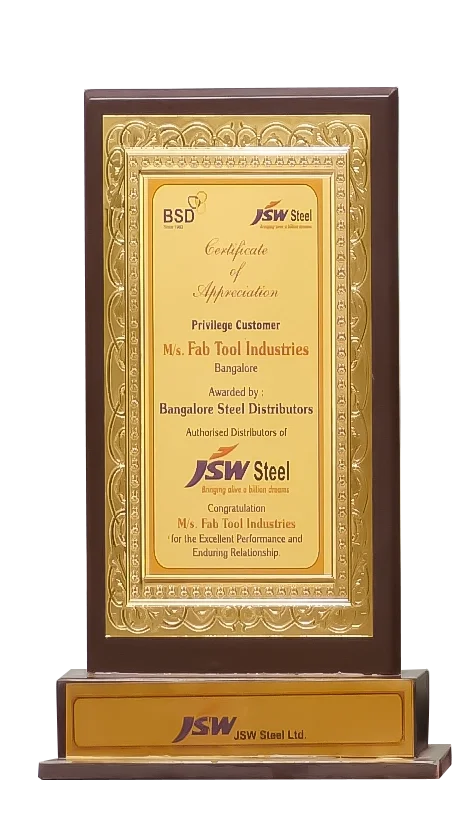 BSD
JSW Steel
Bringing alive a billion dreams
Certificate
of
Appreciation
Privilege Customer
M/s. Fab Tool Industries
Bangalore
Awarded by :
Bangalore Steel Distributors
Authorised Distributors of
JSW Steel
Bringing alive a billion dreams
Congratulation
M/s. Fab Tool Industries
for the Excellent Performance and
Enduring Relationship.
JSW JSW Steel Ltd.